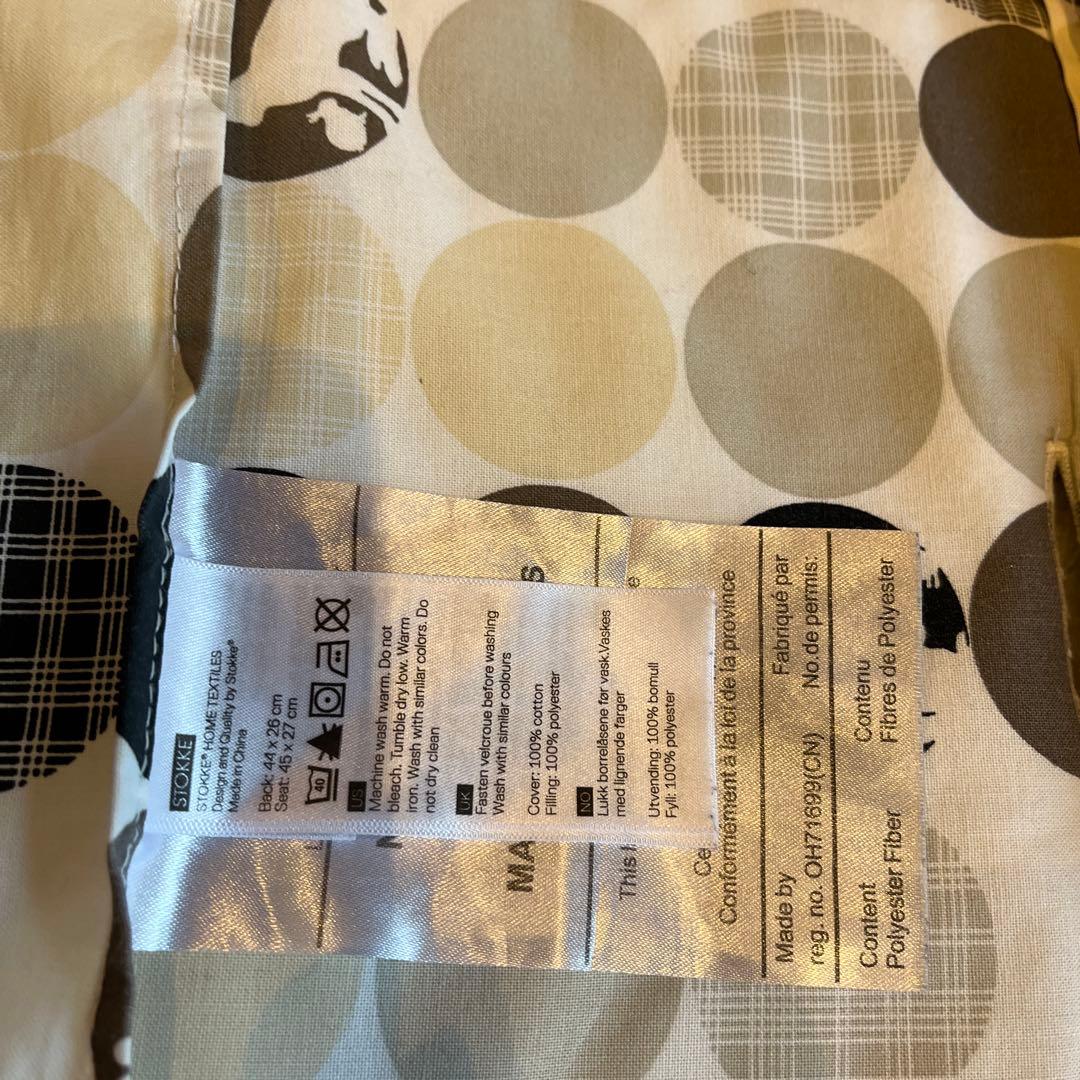 STOKKE
STOKKE® HOME TEXTILES
Design and Quality by Stokke®
Made in China
Back: 44 x 26 cm
Seat: 45 x 27 cm
40
US
Machine wash warm. Do not
bleach. Tumble dry low. Warm
iron. Wash with similar colors. Do
not dry clean
UK
Fasten velcroue before washing
Wash with similar colours
Cover: 100% cotton
Filling: 100% polyester
NO
Lukk borrelåsene før vask.Vaskes
med lignende farger
Utvending: 100% bomull
Fyll: 100% polyester
MA
This
Conformément à la loi de la province
Made by Fabriqué par
reg. no. OH71699(CN) No.de permis:
Content Contenu
Polyester Fiber Fibres de Polyester